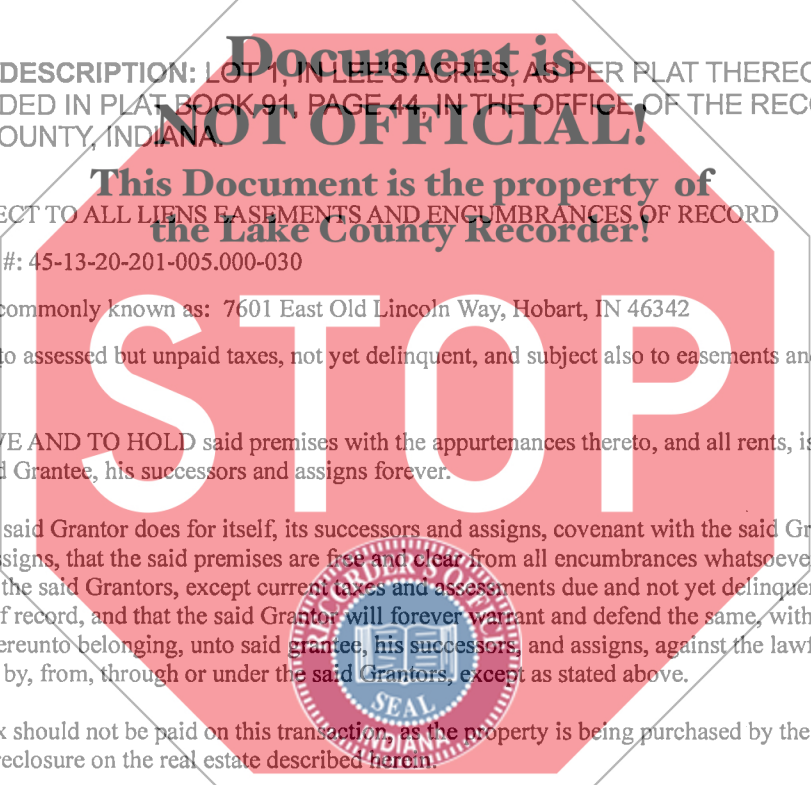 Document is
DESCRIPTION: LOT 1, IN LEE'S ACRES, AS PER PLAT THEREO
DED IN PLAT BOOK 91, PAGE 44, IN THE OFFICE OF THE REC
NOT OFFICIAL!
OUNTY, INDIANA.
This Document is the property of
ECT TO ALL LIENS EASEMENTS AND ENCUMBRANCES OF RECORD
the Lake County Recorder!
#: 45-13-20-201-005.000-030
commonly known as: 7601 East Old Lincoln Way, Hobart, IN 46342
to assessed but unpaid taxes, not yet delinquent, and subject also to easements an
STOP
VE AND TO HOLD said premises with the appurtenances thereto, and all rents, is
d Grantee, his successors and assigns forever.
said Grantor does for itself, its successors and assigns, covenant with the said Gr
ssigns, that the said premises are free and clear from all encumbrances whatsoeve
the said Grantors, except current taxes and assessments due and not yet delinque
f record, and that the said Grantor will forever warrant and defend the same, with
ereunto belonging, unto said grantee, his successors, and assigns, against the lawf
by, from, through or under the said Grantors, except as stated above.
RECORDER'S OFFICE
SEAL
INDIANA
x should not be paid on this transaction, as the property is being purchased by the
reclosure on the real estate described herein.